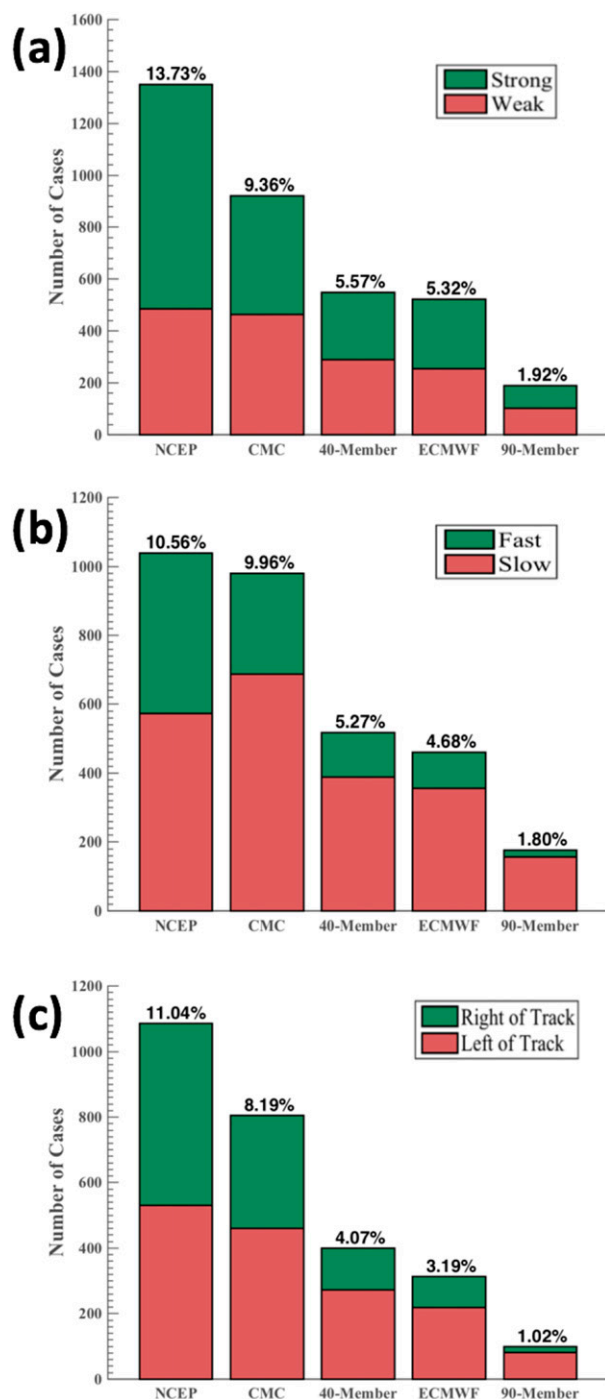 (a)
1600
1400
1200
1000
800
600
400
200
0
Number of Cases
13.73%
9.36%
5.57%
5.32%
1.92%
Strong
Weak
NCEP CMC 40-Member ECMWF 90-Member
(b)
1200
1000
800
600
400
200
0
Number of Cases
10.56%
9.96%
5.27%
4.68%
1.80%
Fast
Slow
NCEP CMC 40-Member ECMWF 90-Member
(c)
1200
1000
800
600
400
200
0
Number of Cases
11.04%
8.19%
4.07%
3.19%
1.02%
Right of Track
Left of Track
NCEP CMC 40-Member ECMWF 90-Member